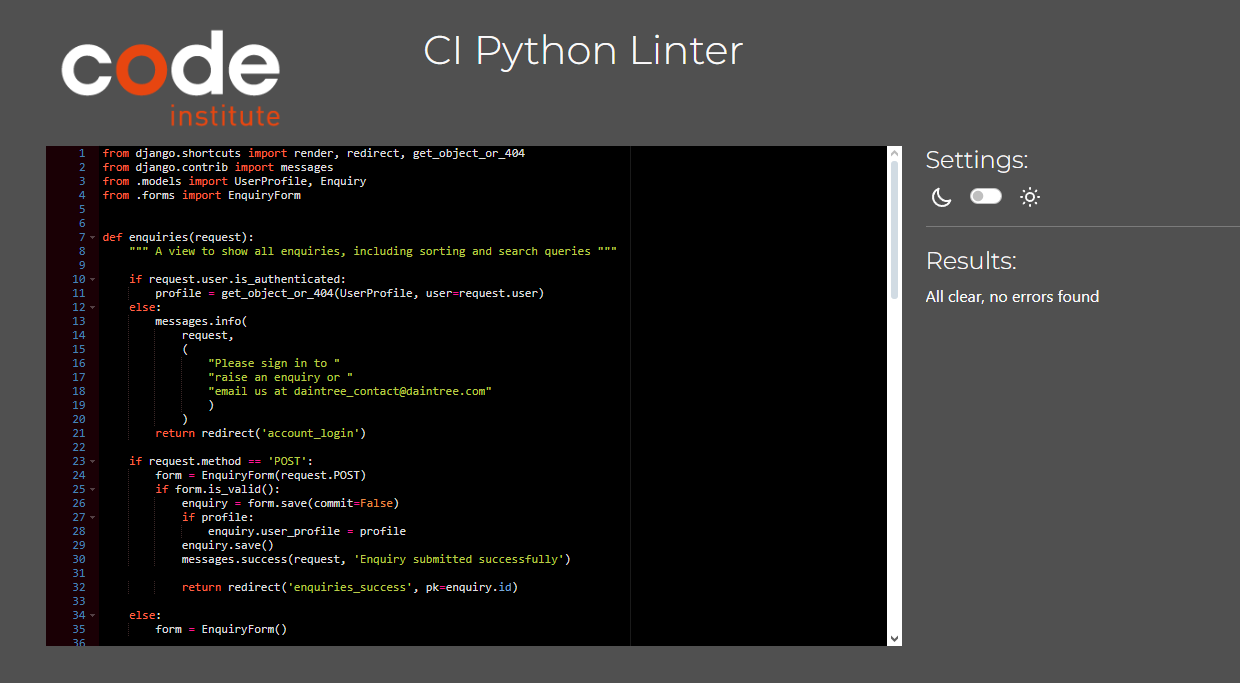 code
institute
CI Python Linter
1 from django.shortcuts import render, redirect, get_object_or_404
2 from django.contrib import messages
3 from .models import UserProfile, Enquiry
4 from .forms import EnquiryForm
5
6
7 def enquiries(request):
8     """ A view to show all enquiries, including sorting and search queries """
9
10     if request.user.is_authenticated:
11         profile = get_object_or_404(UserProfile, user=request.user)
12     else:
13         messages.info(
14             request,
15             (
16                 "Please sign in to "
17                 "raise an enquiry or "
18                 "email us at daintree_contact@daintree.com"
19                 )
20             )
21         return redirect('account_login')
22
23     if request.method == 'POST':
24         form = EnquiryForm(request.POST)
25         if form.is_valid():
26             enquiry = form.save(commit=False)
27             if profile:
28                 enquiry.user_profile = profile
29             enquiry.save()
30             messages.success(request, 'Enquiry submitted successfully')
31
32             return redirect('enquiries_success', pk=enquiry.id)
33
34     else:
35         form = EnquiryForm()
36
Settings:
Results:
All clear, no errors found